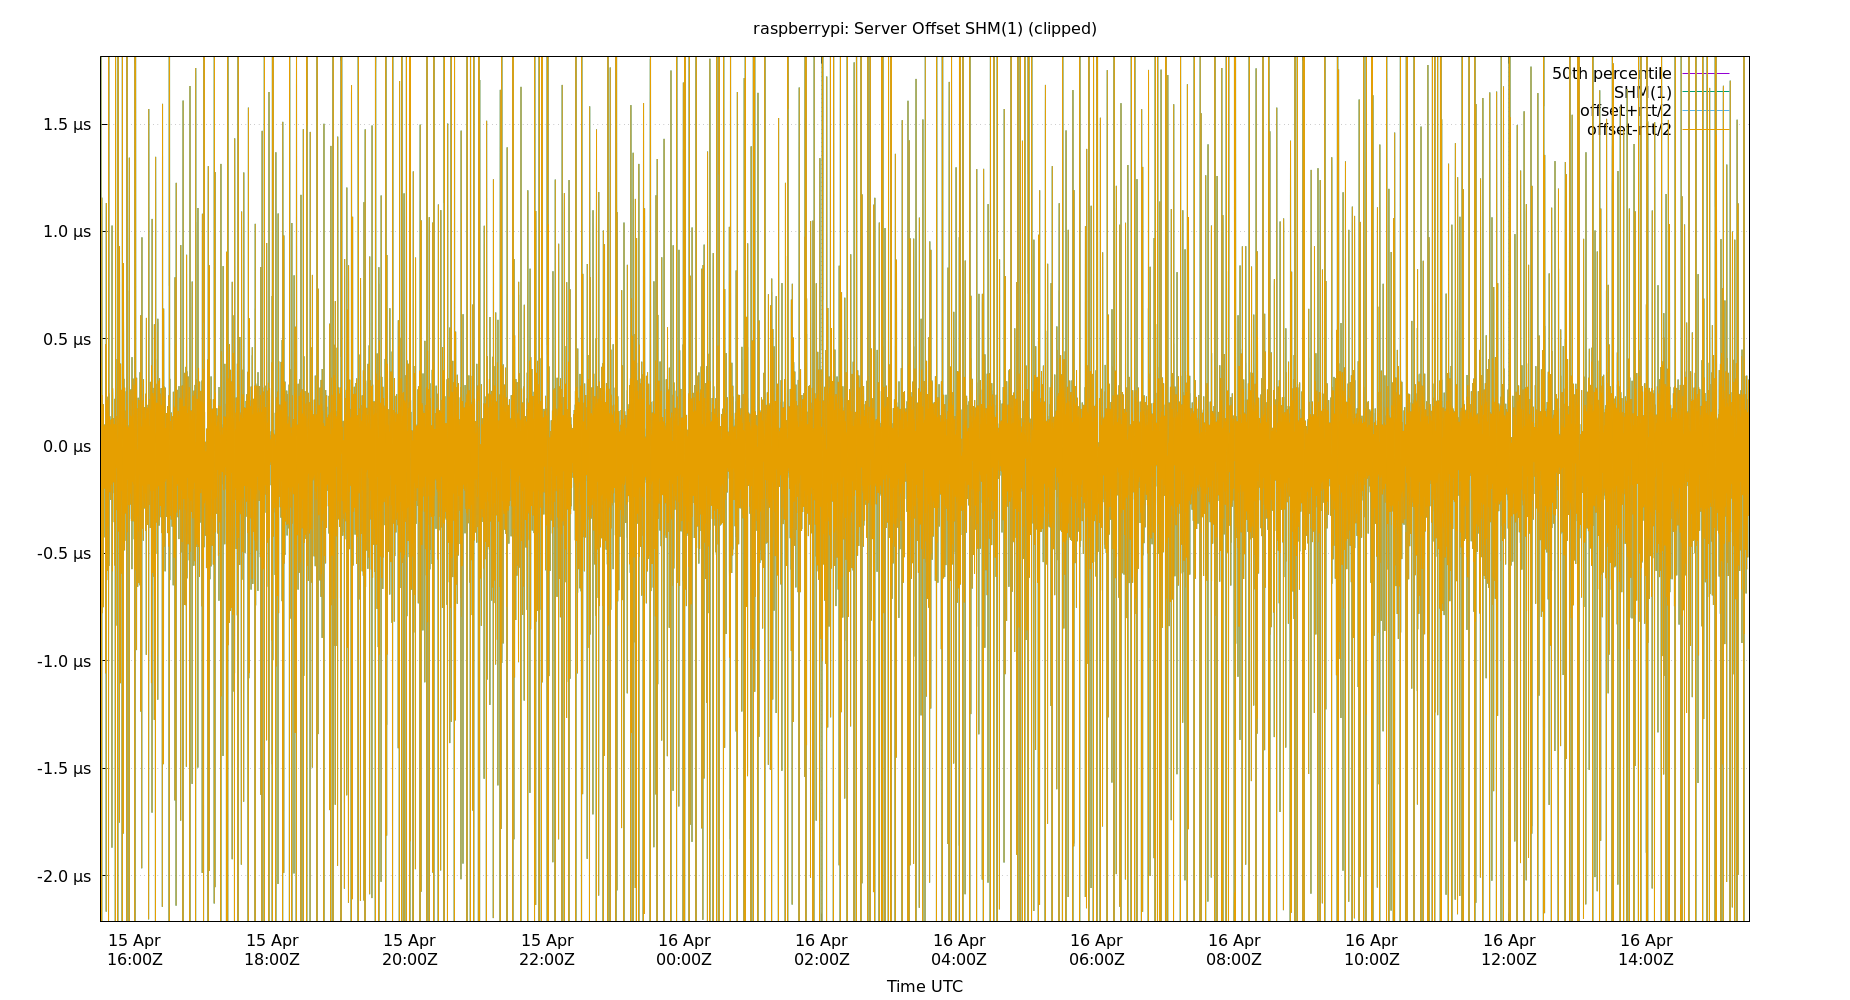 raspberrypi: Server Offset SHM(1) (clipped)
50th percentile
SHM(1)
offset+rtt/2
offset-rtt/2
1.5 µs
1.0 µs
0.5 µs
0.0 µs
-0.5 µs
-1.0 µs
-1.5 µs
-2.0 µs
15 Apr 15 Apr 15 Apr 15 Apr 16 Apr 16 Apr 16 Apr 16 Apr 16 Apr 16 Apr 16 Apr 16 Apr
16:00Z 18:00Z 20:00Z 22:00Z 00:00Z 02:00Z 04:00Z 06:00Z 08:00Z 10:00Z 12:00Z 14:00Z
Time UTC